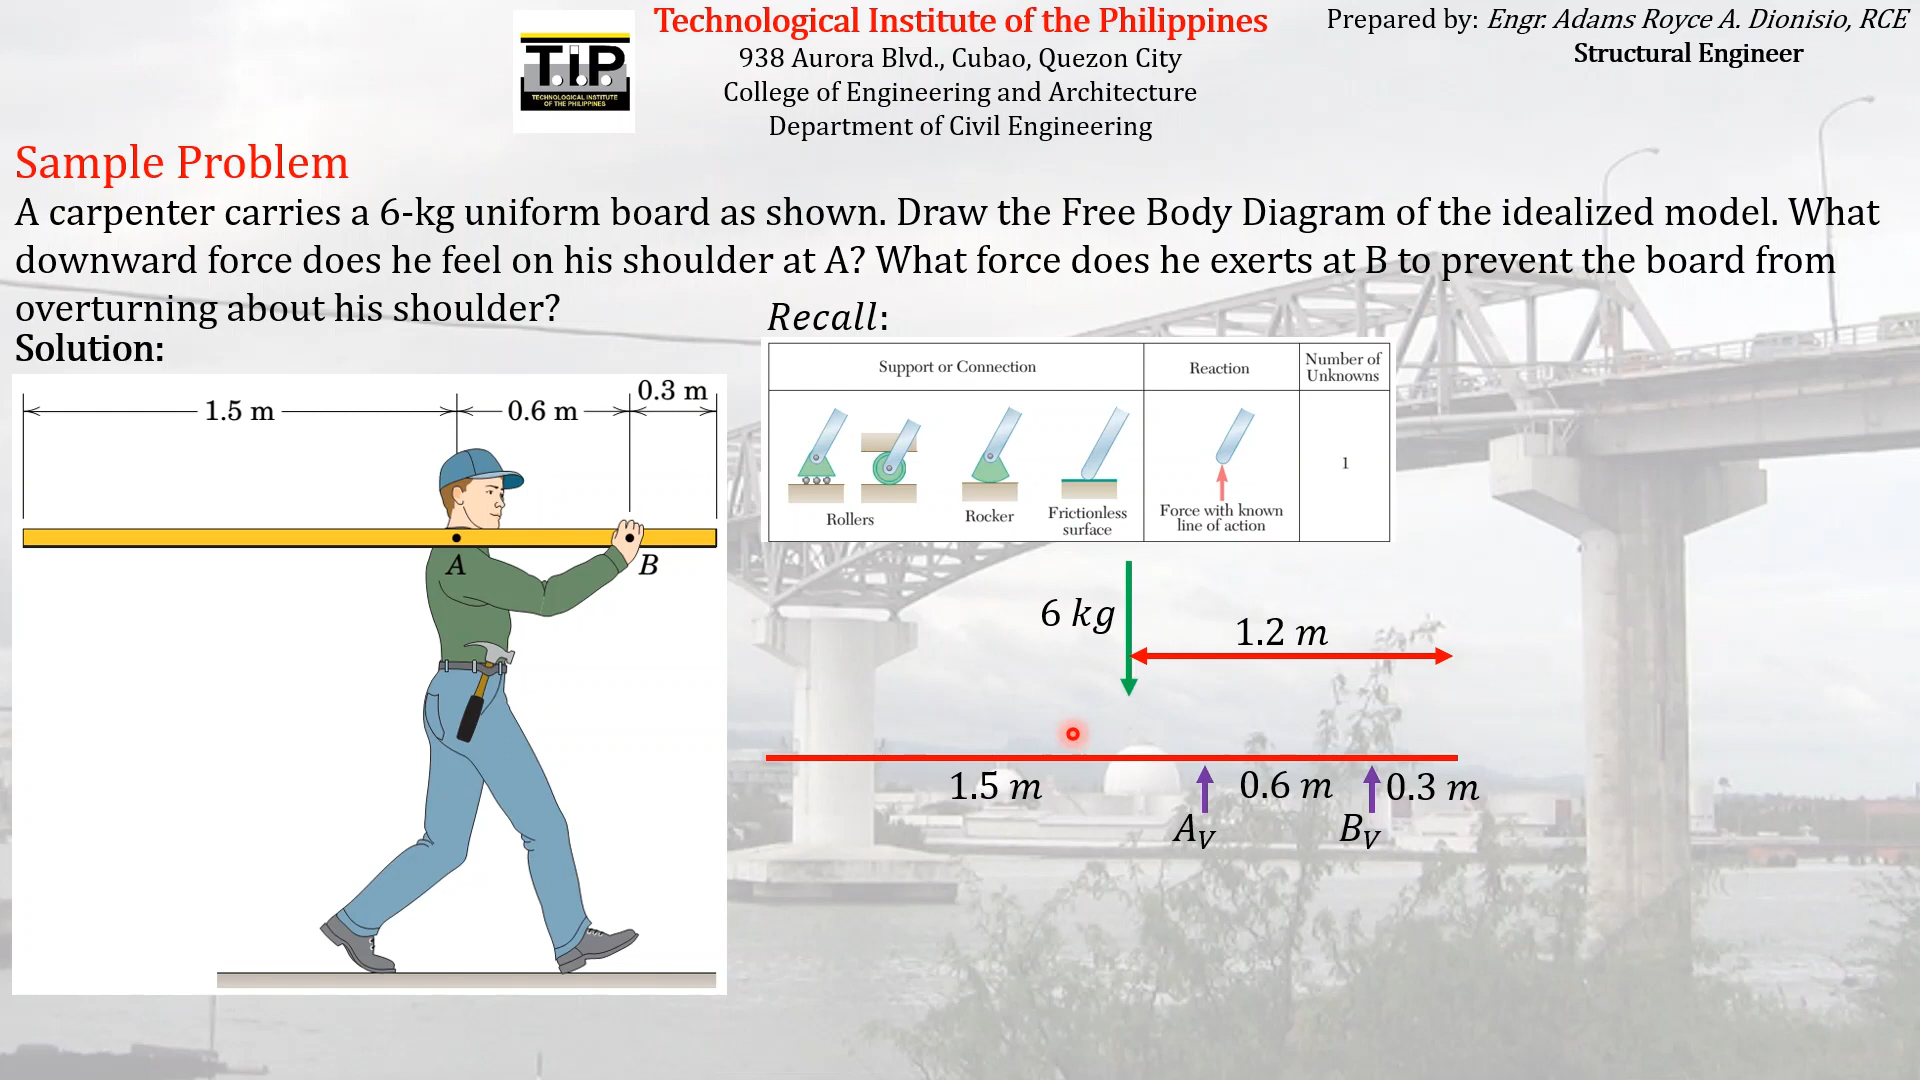 TIP
TECHNOLOGICAL INSTITUTE
OF THE PHILIPPINES
Technological Institute of the Philippines
938 Aurora Blvd., Cubao, Quezon City
College of Engineering and Architecture
Department of Civil Engineering
Prepared by: Engr. Adams Royce A. Dionisio, RCE
Structural Engineer
Sample Problem
A carpenter carries a 6-kg uniform board as shown. Draw the Free Body Diagram of the idealized model. What
downward force does he feel on his shoulder at A? What force does he exerts at B to prevent the board from
overturning about his shoulder?
Solution:
1.5 m
0.6 m
0.3 m
A
B
Recall:
Support or Connection
Reaction
Number of
Unknowns
Rollers
Rocker
Frictionless
surface
Force with known
line of action
1
6 kg
1.2 m
1.5 m
0.6 m
0.3 m
A_V
B_V